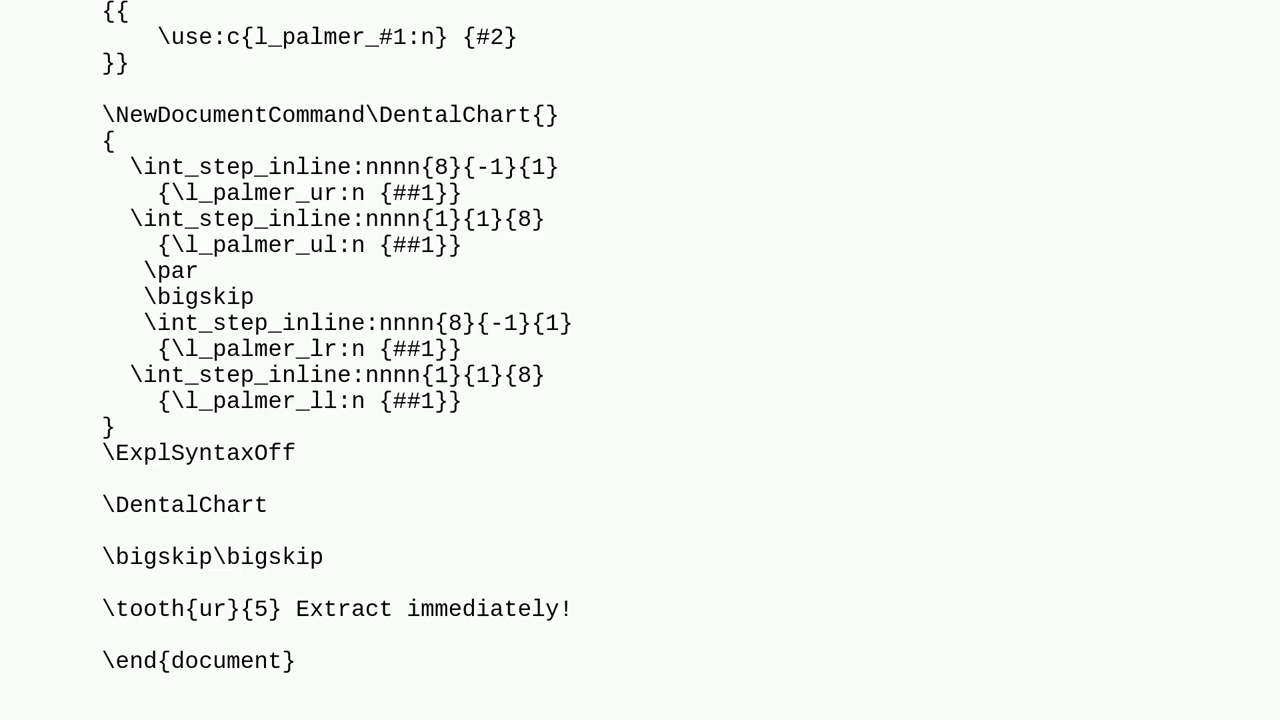 {{
    \use:c{l_palmer_#1:n} {#2}
}}

\NewDocumentCommand\DentalChart{}
{
  \int_step_inline:nnnn{8}{-1}{1}
    {\l_palmer_ur:n {##1}}
  \int_step_inline:nnnn{1}{1}{8}
    {\l_palmer_ul:n {##1}}
   \par
   \bigskip
   \int_step_inline:nnnn{8}{-1}{1}
    {\l_palmer_lr:n {##1}}
  \int_step_inline:nnnn{1}{1}{8}
    {\l_palmer_ll:n {##1}}
}
\ExplSyntaxOff

\DentalChart

\bigskip\bigskip

\tooth{ur}{5} Extract immediately!

\end{document}